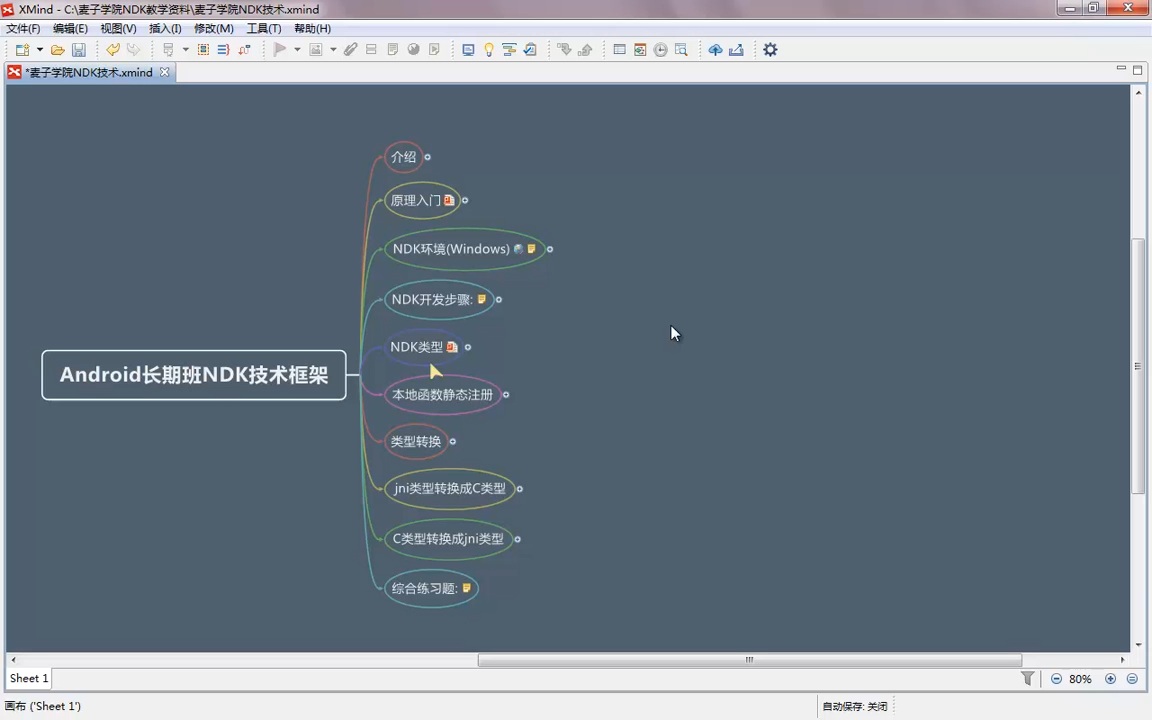 XMind - C:\麦子学院NDK教学资料\麦子学院NDK技术.xmind
文件(F) 编辑(E) 视图(V) 插入(I) 修改(M) 工具(T) 帮助(H)
*麦子学院NDK技术.xmind
介绍
原理入门
NDK环境(Windows)
NDK开发步骤:
NDK类型
Android长期班NDK技术框架
本地函数静态注册
类型转换
jni类型转换成C类型
C类型转换成jni类型
综合练习题:
Sheet 1
80%
画布 ('Sheet 1')
自动保存: 关闭